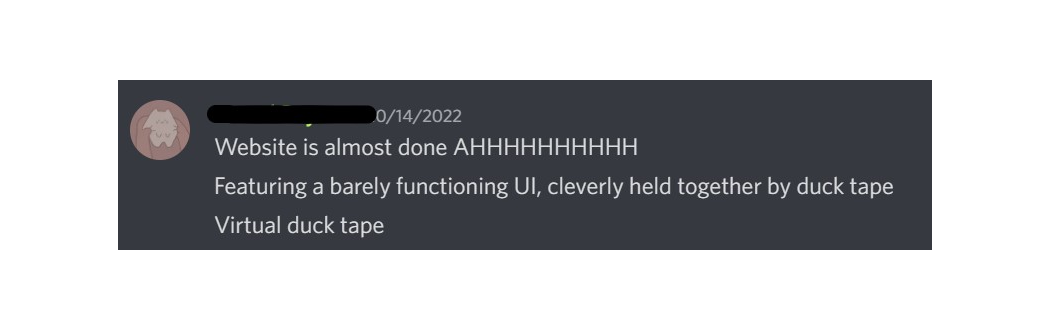 0/14/2022
Website is almost done AHHHHHHHHHH
Featuring a barely functioning UI, cleverly held together by duck tape
Virtual duck tape